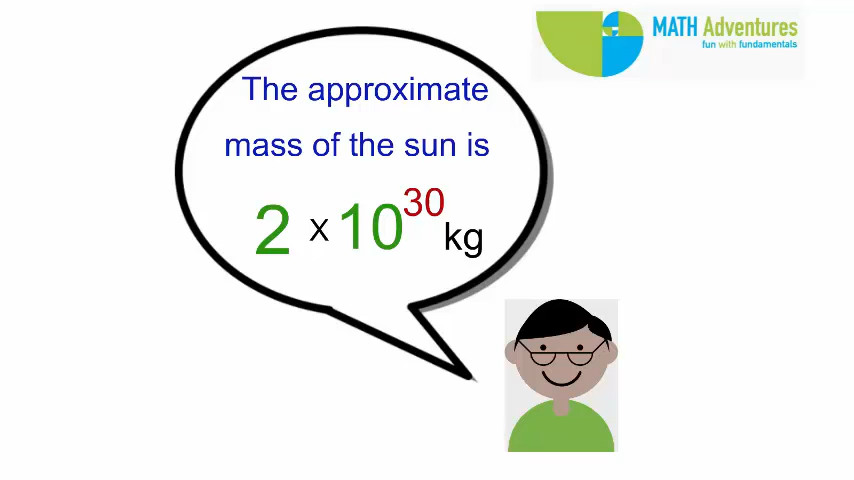 MATH Adventures
fun with fundamentals
The approximate
mass of the sun is
2 x 10³⁰ kg